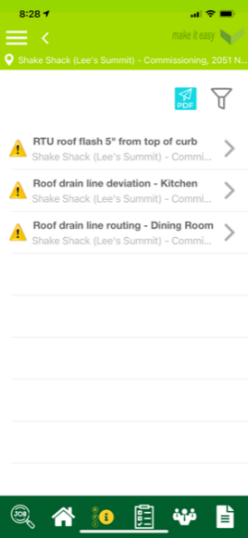 8:28
make it easy
Shake Shack (Lee's Summit) - Commissioning, 2051 N...
PDF
RTU roof flash 5" from top of curb
Shake Shack (Lee's Summit) - Commi...
Roof drain line deviation - Kitchen
Shake Shack (Lee's Summit) - Commi...
Roof drain line routing - Dining Room
Shake Shack (Lee's Summit) - Commi...
JOB